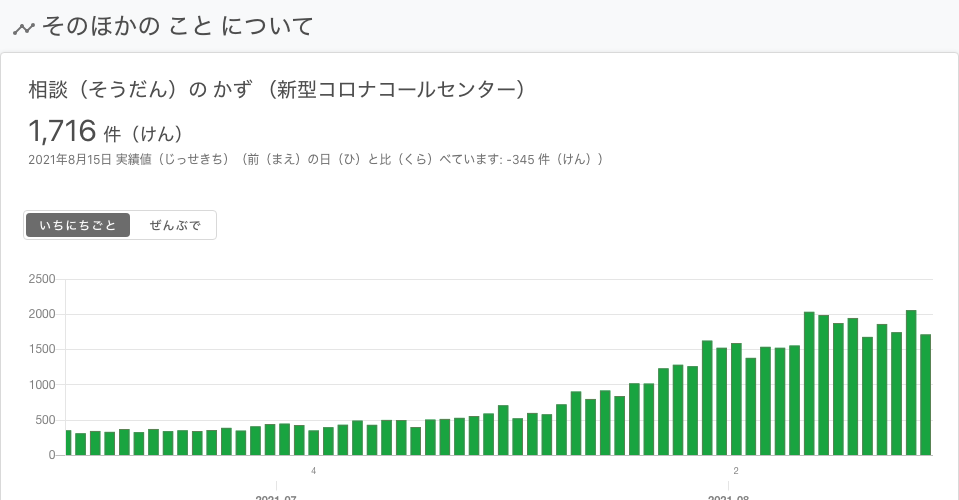 そのほかの こと について
相談（そうだん）の かず （新型コロナコールセンター）
1,716 件（けん）
2021年8月15日 実績値（じっせきち）（前（まえ）の日（ひ）と比（くら）べています: -345 件（けん））
いちにちごと ぜんぶで
2500
2000
1500
1000
500
0
4 2
2021-07 2021-08